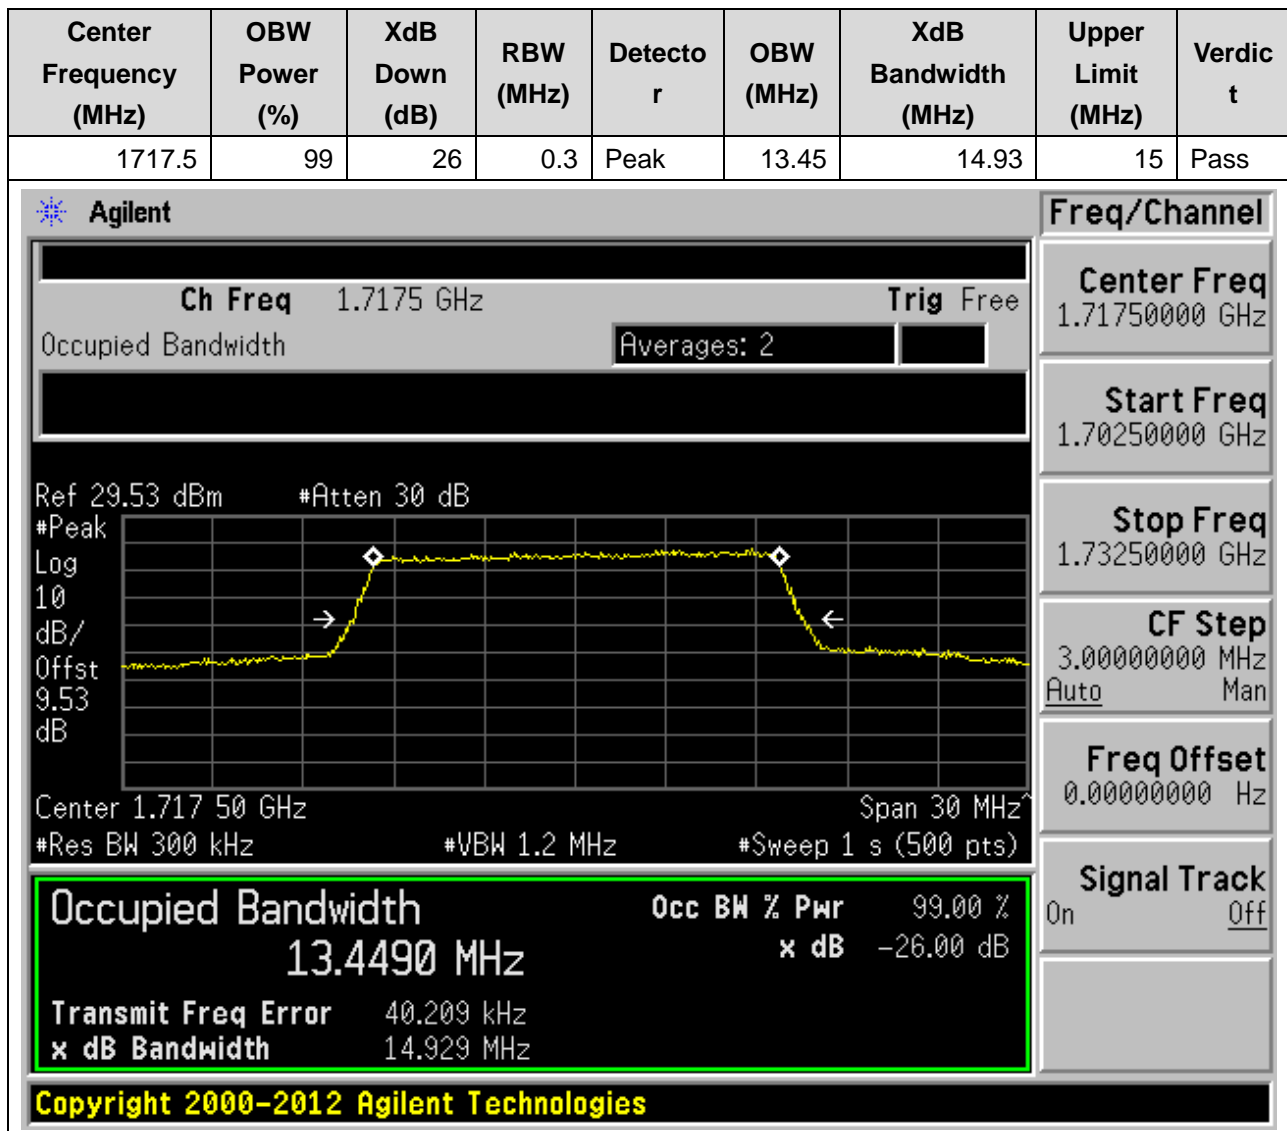 Center Frequency (MHz) OBW Power (%) XdB Down (dB) RBW (MHz) Detecto r OBW (MHz) XdB Bandwidth (MHz) Upper Limit (MHz) Verdic t
1717.5 99 26 0.3 Peak 13.45 14.93 15 Pass
Agilent
Freq/Channel
Ch Freq 1.7175 GHz Trig Free
Occupied Bandwidth Averages: 2
Center Freq
1.71750000 GHz
Start Freq
1.70250000 GHz
Stop Freq
1.73250000 GHz
CF Step
3.00000000 MHz
Auto Man
Freq Offset
0.00000000 Hz
Signal Track
On Off
Ref 29.53 dBm #Atten 30 dB
#Peak
Log
10
dB/
Offst
9.53
dB
Center 1.717 50 GHz Span 30 MHz^
#Res BW 300 kHz #VBW 1.2 MHz #Sweep 1 s (500 pts)
Occupied Bandwidth Occ BW % Pwr 99.00 %
13.4490 MHz x dB -26.00 dB
Transmit Freq Error 40.209 kHz
x dB Bandwidth 14.929 MHz
Copyright 2000-2012 Agilent Technologies